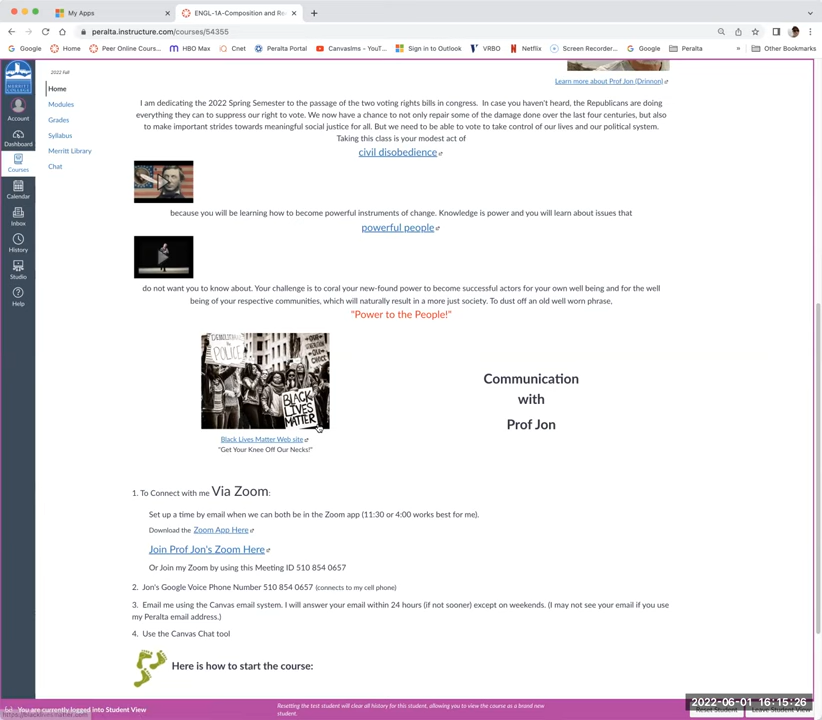 My Apps
ENGL-1A-Composition and Re
peralta.instructure.com/courses/54355
Google
Home
Peer Online Cours...
HBO Max
Cnet
Peralta Portal
CanvasIms – YouT...
Sign in to Outlook
VRBO
Netflix
Screen Recorder...
Google
Peralta
»
Other Bookmarks
2022 Fall
Home
Modules
Grades
Syllabus
Merritt Library
Chat
Account
Dashboard
Courses
Calendar
Inbox
History
Studio
Help
Learn more about Prof Jon (Drinnon)
I am dedicating the 2022 Spring Semester to the passage of the two voting rights bills in congress. In case you haven't heard, the Republicans are doing
everything they can to suppress our right to vote. We now have a chance to not only repair some of the damage done over the last four centuries, but also
to make important strides towards meaningful social justice for all. But we need to be able to vote to take control of our lives and our political system.
Taking this class is your modest act of
civil disobedience
because you will be learning how to become powerful instruments of change. Knowledge is power and you will learn about issues that
powerful people
do not want you to know about. Your challenge is to coral your new-found power to become successful actors for your own well being and for the well
being of your respective communities, which will naturally result in a more just society. To dust off an old well worn phrase,
"Power to the People!"
POLICE
BLACK
LIVES
MATTER
Black Lives Matter Web site
"Get Your Knee Off Our Necks!"
Communication
with
Prof Jon
1. To Connect with me Via Zoom:
Set up a time by email when we can both be in the Zoom app (11:30 or 4:00 works best for me).
Download the Zoom App Here
Join Prof Jon's Zoom Here
Or Join my Zoom by using this Meeting ID 510 854 0657
2. Jon's Google Voice Phone Number 510 854 0657 (connects to my cell phone)
3. Email me using the Canvas email system. I will answer your email within 24 hours (if not sooner) except on weekends. (I may not see your email if you use
my Peralta email address.)
4. Use the Canvas Chat tool
Here is how to start the course:
You are currently logged into Student View
Resetting the test student will clear all history for this student, allowing you to view the course as a brand new
student.
Reset Student
Leave Student View
https://blacklivesmatter.com
2022-06-01 16:15:26